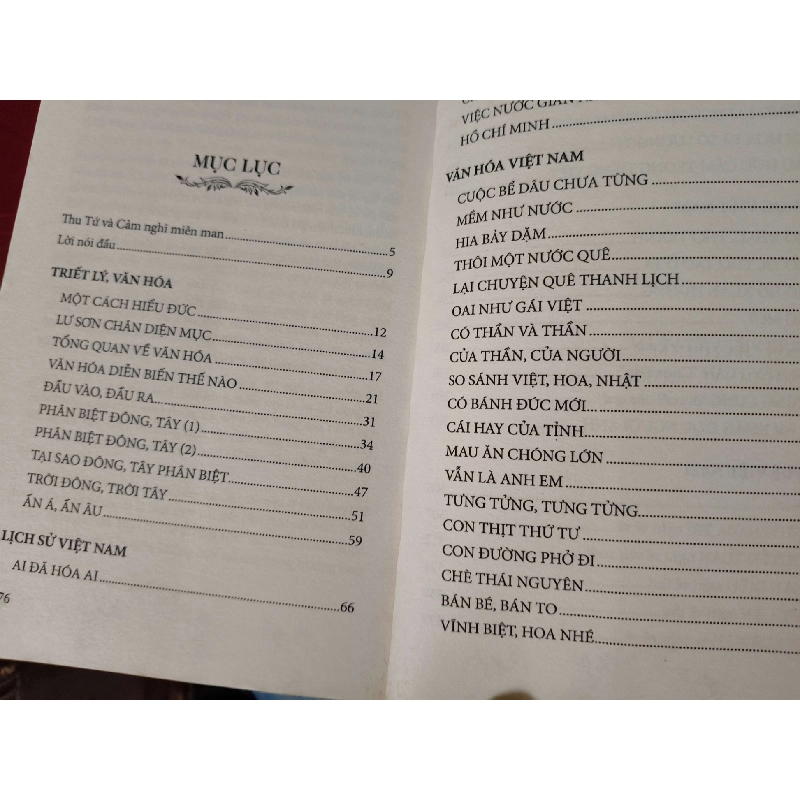 MỤC LỤC
Thu Tứ và Cảm nghĩ miên man 5
Lời nói đầu 9
TRIẾT LÝ, VĂN HÓA
MỘT CÁCH HIỂU ĐỨC 12
LƯ SƠN CHÂN DIỆN MỤC 14
TỔNG QUAN VỀ VĂN HÓA 17
VĂN HÓA DIỄN BIẾN THẾ NÀO 21
ĐẦU VÀO, ĐẦU RA 31
PHÂN BIỆT ĐÔNG, TÂY (1) 34
PHÂN BIỆT ĐÔNG, TÂY (2) 40
TẠI SAO ĐÔNG, TÂY PHÂN BIỆT 47
TRỜI ĐÔNG, TRỜI TÂY 51
ẤN Á, ẤN ÂU 59
LỊCH SỬ VIỆT NAM
AI ĐÃ HÓA AI 66
76
VIỆC NƯỚC GIAN
HỒ CHÍ MINH
VĂN HÓA VIỆT NAM
CUỘC BỂ DÂU CHƯA TỪNG
MỀM NHƯ NƯỚC
HIA BẢY DẶM
THÔI MỘT NƯỚC QUÊ
LẠI CHUYỆN QUÊ THANH LỊCH
OAI NHƯ GÁI VIỆT
CÓ THẦN VÀ THẦN
CỦA THẦN, CỦA NGƯỜI
SO SÁNH VIỆT, HOA, NHẬT
CÓ BÁNH ĐÚC MỚI
CÁI HAY CỦA TỊNH
MAU ĂN CHÓNG LỚN
VẪN LÀ ANH EM
TƯNG TỬNG, TƯNG TỬNG
CON THỊT THỨ TƯ
CON ĐƯỜNG PHỞ ĐI
CHÈ THÁI NGUYÊN
BÁN BÉ, BÁN TO
VĨNH BIỆT, HOA NHÉ